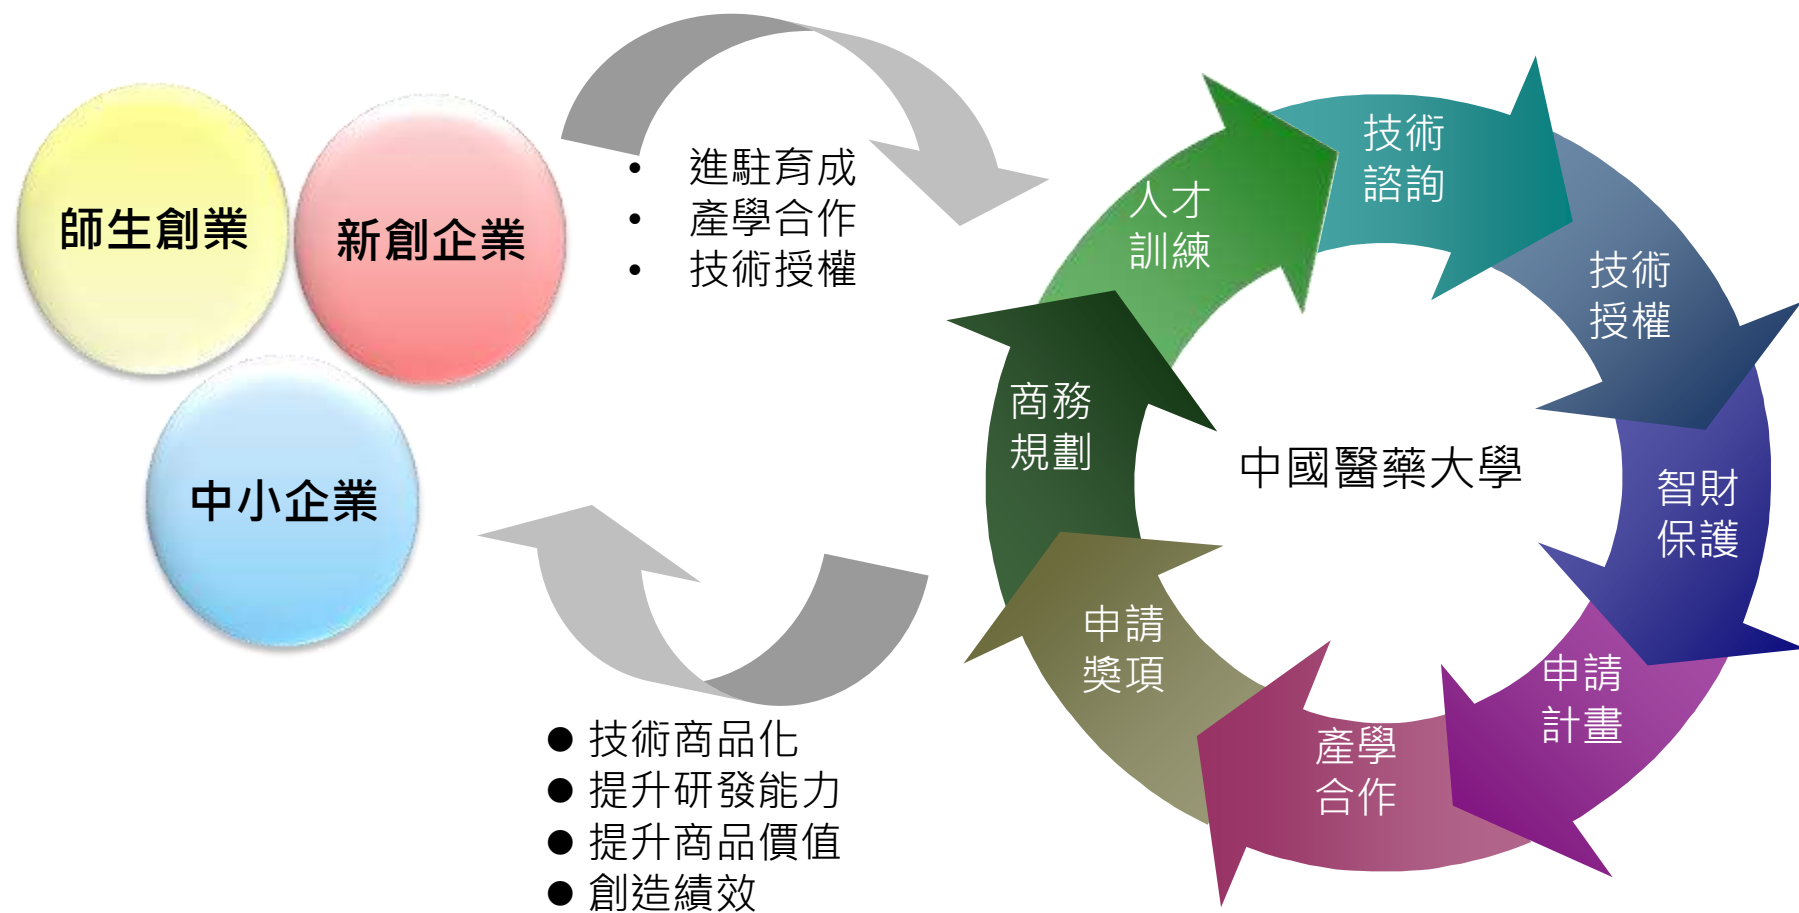 師生創業
新創企業
中小企業
• 進駐育成
• 產學合作
• 技術授權
● 技術商品化
● 提升研發能力
● 提升商品價值
● 創造績效
中國醫藥大學
技術
諮詢
技術
授權
智財
保護
申請
計畫
產學
合作
申請
獎項
商務
規劃
人才
訓練